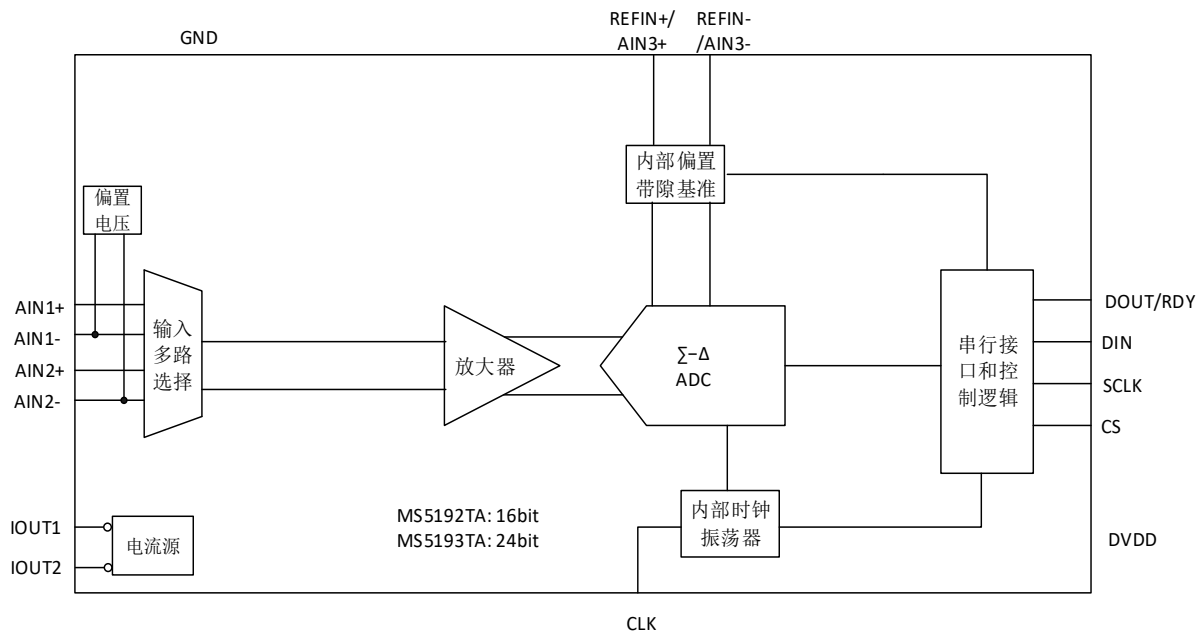 REFIN+/
AIN3+
REFIN-
/AIN3-
GND
内部偏置
带隙基准
偏置
电压
AIN1+
AIN1-
AIN2+
AIN2-
输入
多路
选择
放大器
∑-Δ
ADC
串行接
口和控
制逻辑
DOUT/RDY
DIN
SCLK
CS
IOUT1
IOUT2
电流源
MS5192TA: 16bit
MS5193TA: 24bit
内部时钟
振荡器
DVDD
CLK